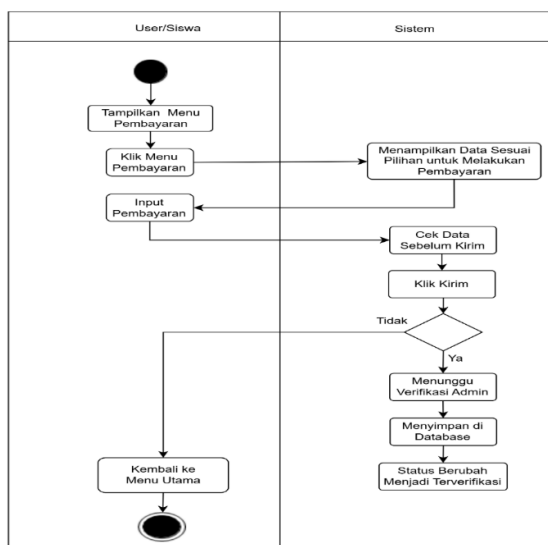 User/Siswa
Sistem
Tampilkan Menu
Pembayaran
Klik Menu
Pembayaran
Menampilkan Data Sesuai
Pilihan untuk Melakukan
Pembayaran
Input
Pembayaran
Cek Data
Sebelum Kirim
Klik Kirim
Tidak
Ya
Menunggu
Verifikasi Admin
Menyimpan di
Database
Status Berubah
Menjadi Terverifikasi
Kembali ke
Menu Utama